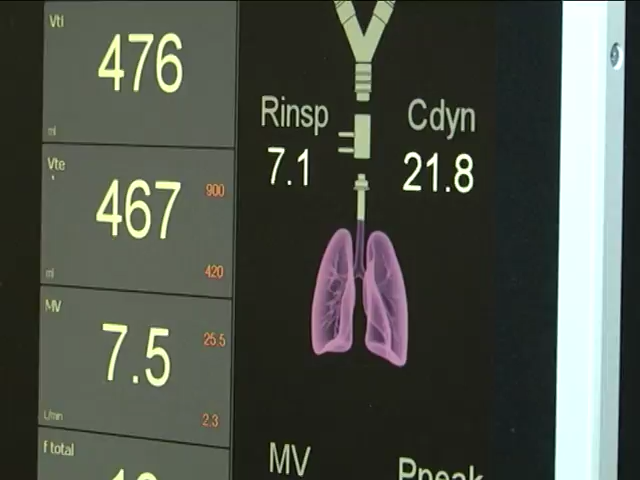 Vti
476
ml
Vte
467
900
420
ml
MV
7.5
25.5
2.3
L/min
f total
Rinsp
7.1
Cdyn
21.8
MV
Ppeak